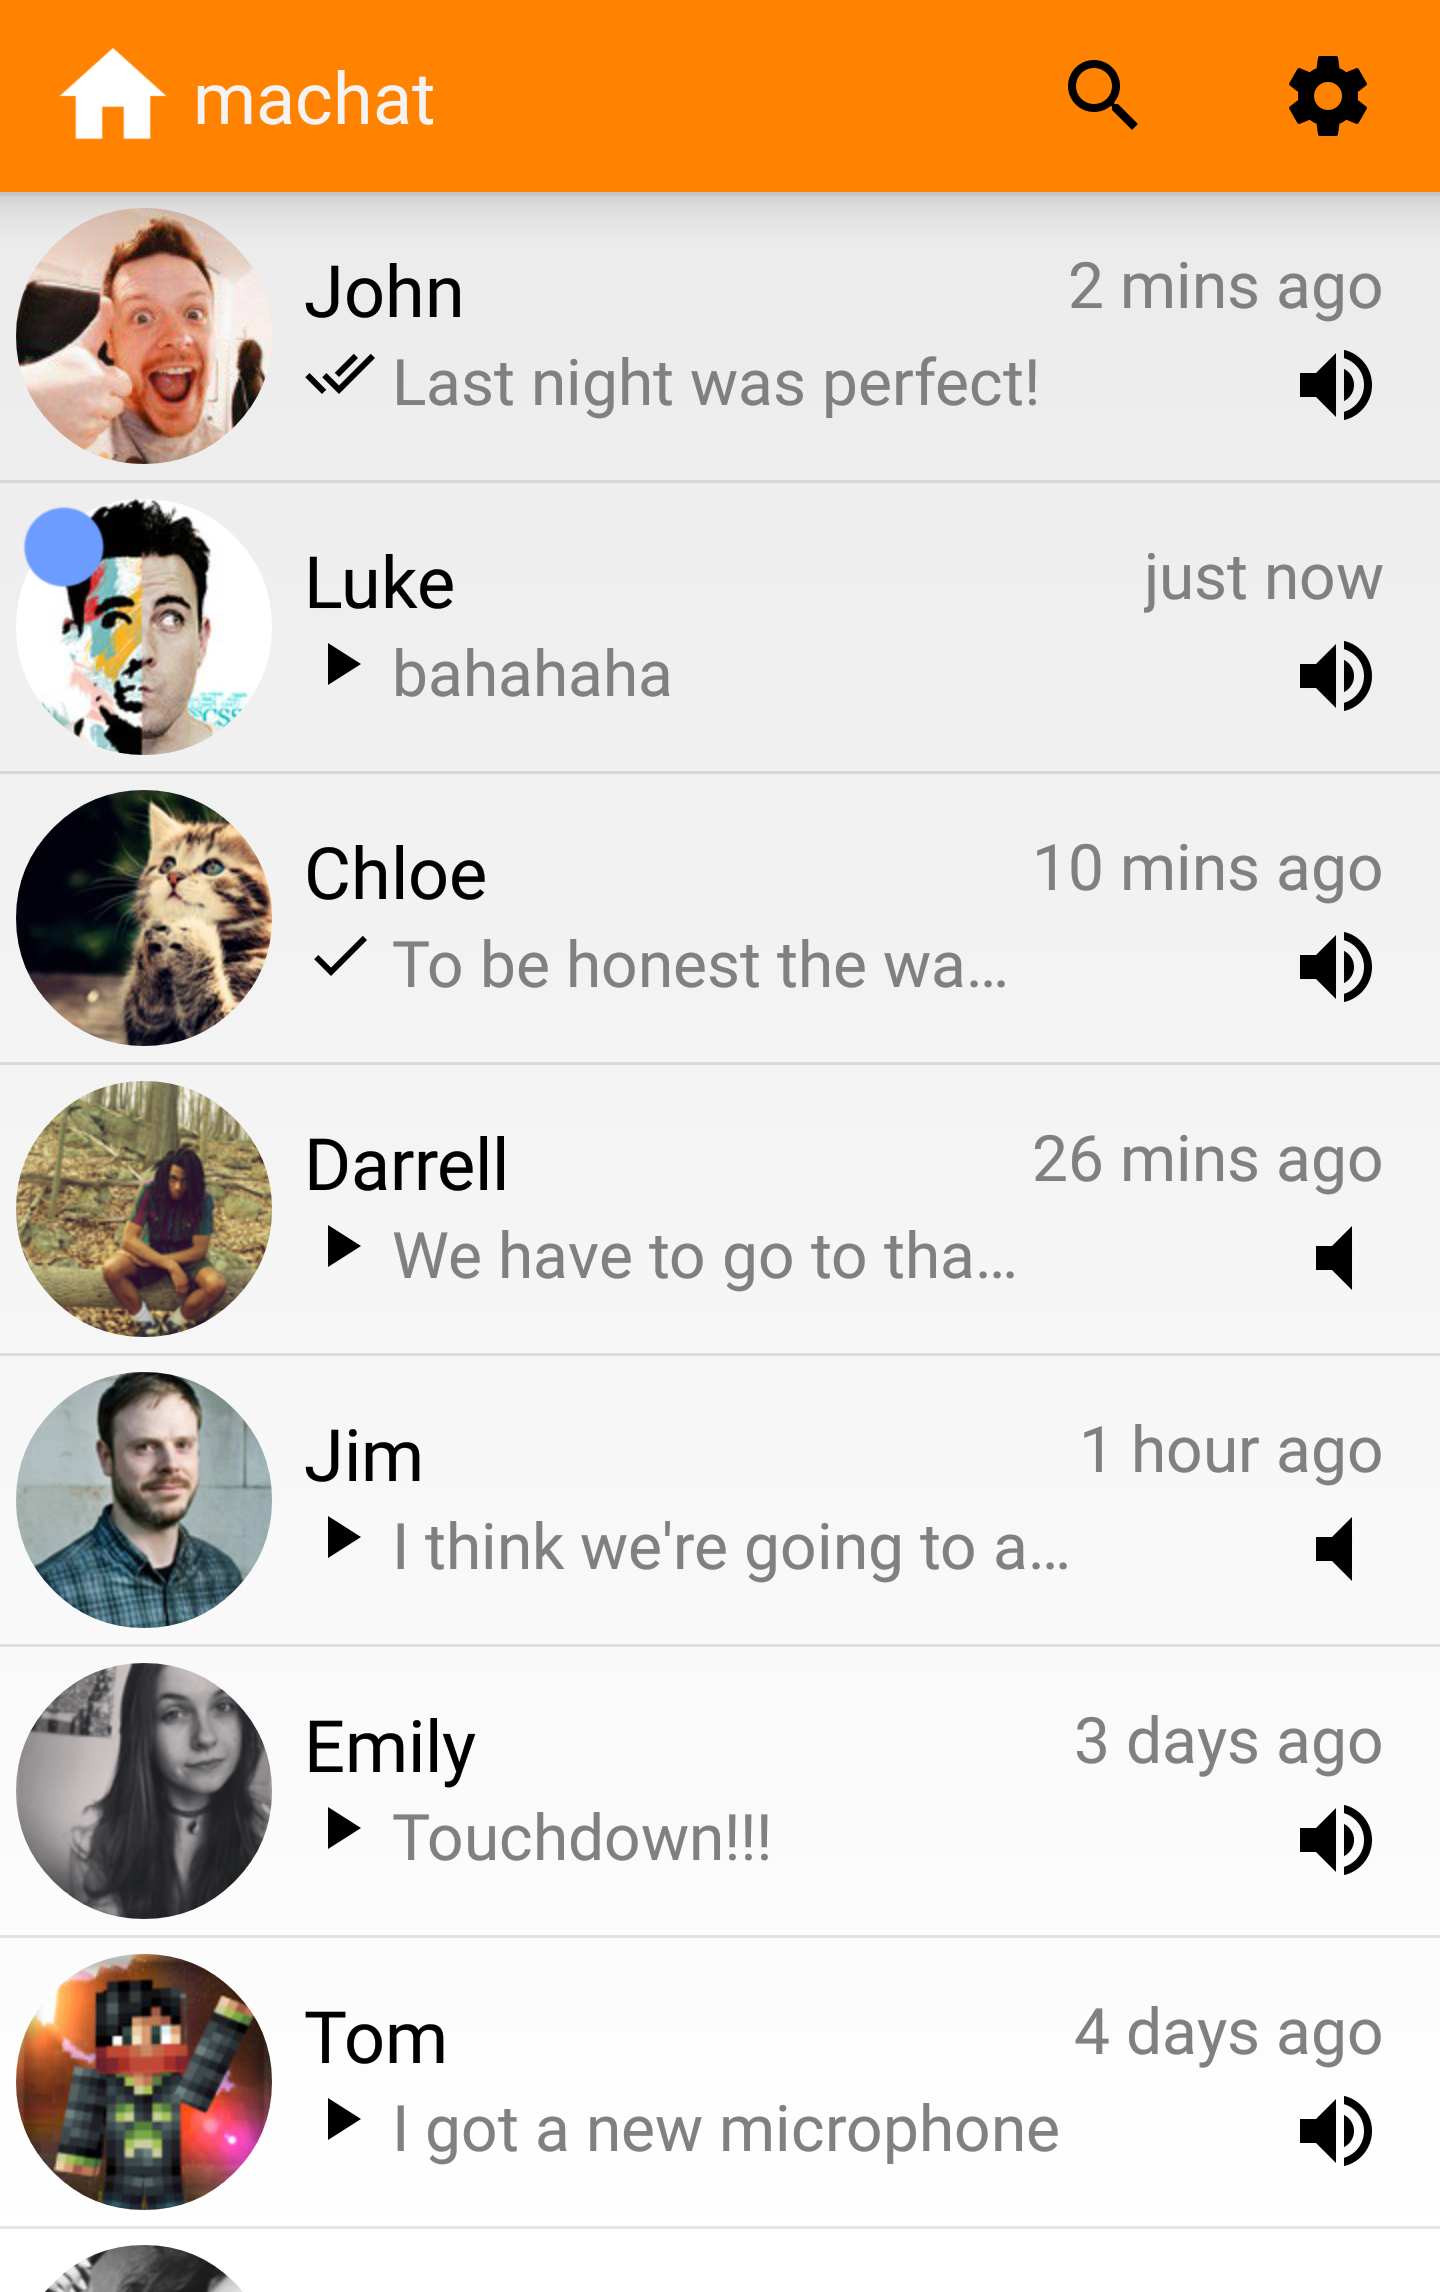 machat
John
2 mins ago
Last night was perfect!
Luke
just now
bahahaha
Chloe
10 mins ago
To be honest the wa...
Darrell
26 mins ago
We have to go to tha...
Jim
1 hour ago
I think we're going to a...
Emily
3 days ago
Touchdown!!!
Tom
4 days ago
I got a new microphone